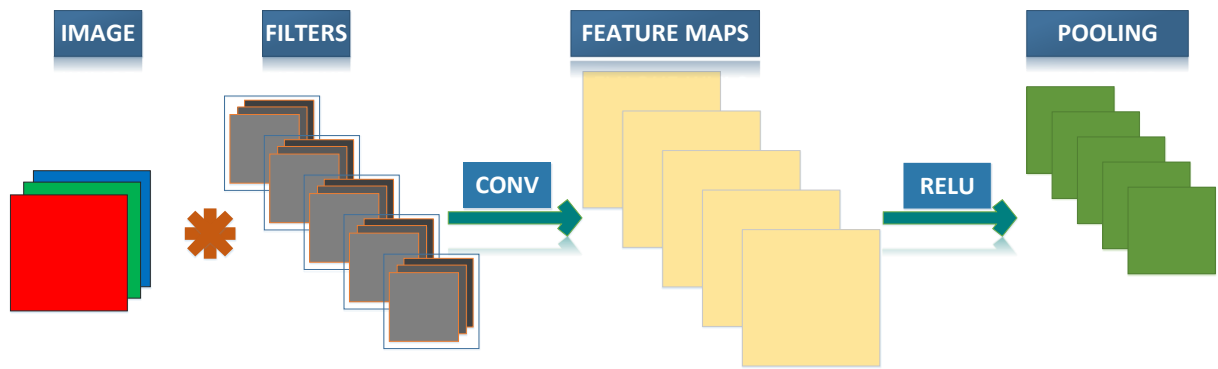 IMAGE
FILTERS
FEATURE MAPS
POOLING
CONV
RELU